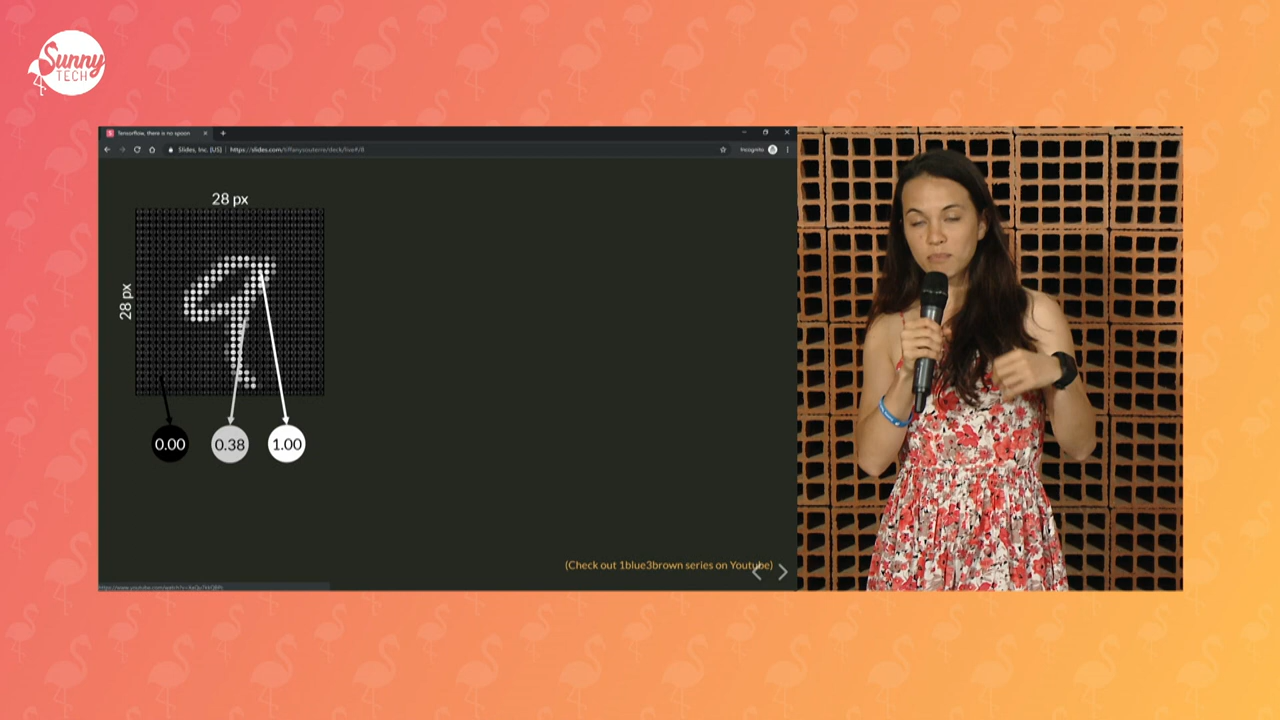 Sunny
TECH
Tensorflow, there is no spoon
Slides, Inc. [US] | https://slides.com/tiffanysouterre/deck/live#/8
Incognito
28 px
28 px
0.00
0.38
1.00
(Check out 1blue3brown series on Youtube)